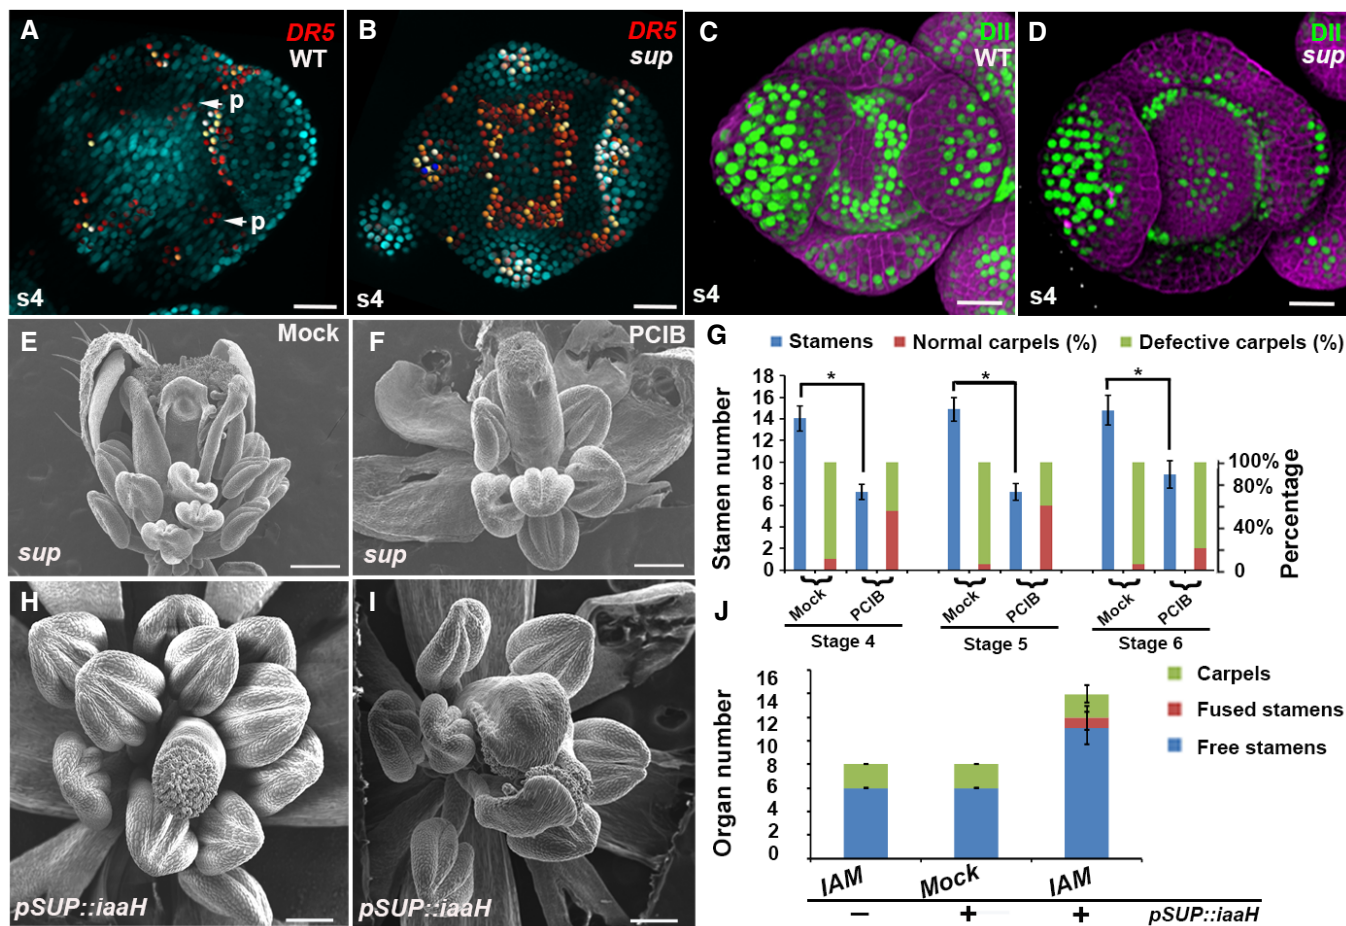 A
DR5
WT
p
p
s4
B
DR5
sup
s4
C
DII
WT
s4
D
DII
sup
s4
E
Mock
sup
F
PCIB
sup
G
Stamens
Normal carpels (%)
Defective carpels (%)
Stamen number
18
16
14
12
10
8
6
4
2
0
*
*
*
100%
80%
40%
0
Percentage
Mock
PCIB
Mock
PCIB
Mock
PCIB
Stage 4
Stage 5
Stage 6
H
pSUP::iaaH
I
pSUP::iaaH
J
Organ number
16
14
12
10
8
6
4
2
0
Carpels
Fused stamens
Free stamens
IAM
Mock
IAM
− + + pSUP::iaaH